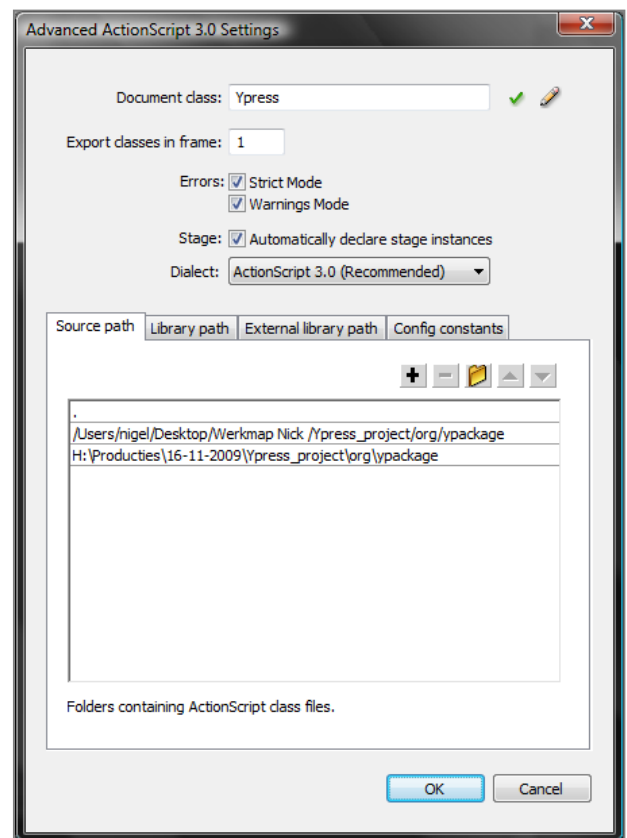 Advanced ActionScript 3.0 Settings
Document class: Ypress
Export classes in frame: 1
Errors: Strict Mode
Warnings Mode
Stage: Automatically declare stage instances
Dialect: ActionScript 3.0 (Recommended)
Source path Library path External library path Config constants
.
/Users/nigel/Desktop/Werkmap Nick /Ypress_project/org/ypackage
H:\Producties\16-11-2009\Ypress_project\org\ypackage
Folders containing ActionScript class files.
OK Cancel